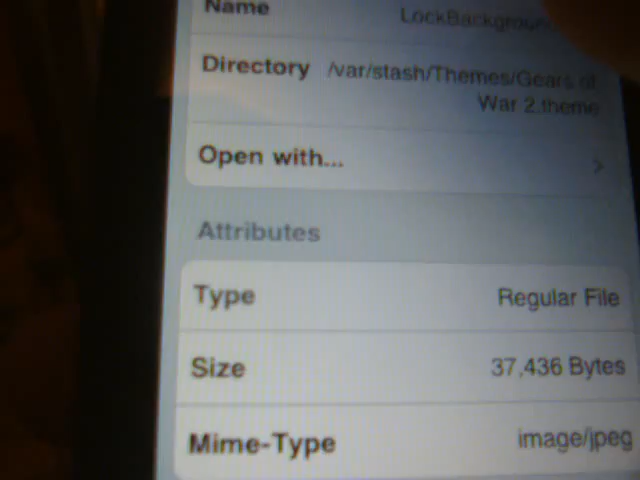 Name
Directory /var/stash/Themes/Gears of
War 2.theme
Open with...
Attributes
Type Regular File
Size 37,436 Bytes
Mime-Type image/jpeg